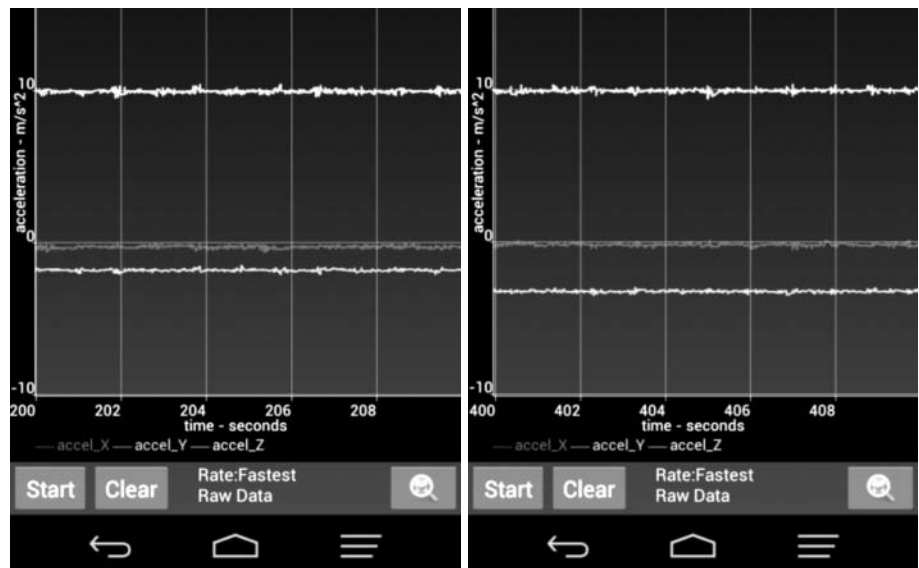 10
acceleration - m/s^2
0
-10
200 202 204 206 208
time - seconds
accel_X accel_Y accel_Z
Start Clear Rate:Fastest
Raw Data
10
acceleration - m/s^2
0
-10
400 402 404 406 408
time - seconds
accel_X accel_Y accel_Z
Start Clear Rate:Fastest
Raw Data